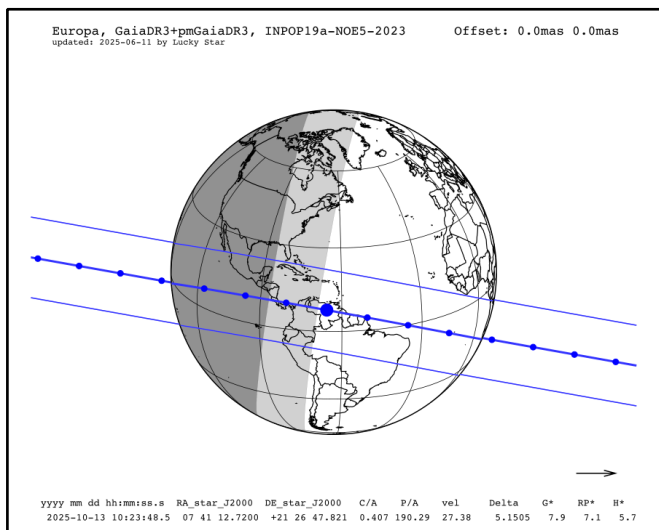 Europa, GaiaDR3+pmGaiaDR3, INPOP19a-NOE5-2023 Offset: 0.0mas 0.0mas
updated: 2025-06-11 by Lucky Star
yyyy mm dd hh:mm:ss.s RA_star_J2000 DE_star_J2000 C/A P/A vel Delta G* RP* H*
2025-10-13 10:23:48.5 07 41 12.7200 +21 26 47.821 0.407 190.29 27.38 5.1505 7.9 7.1 5.7